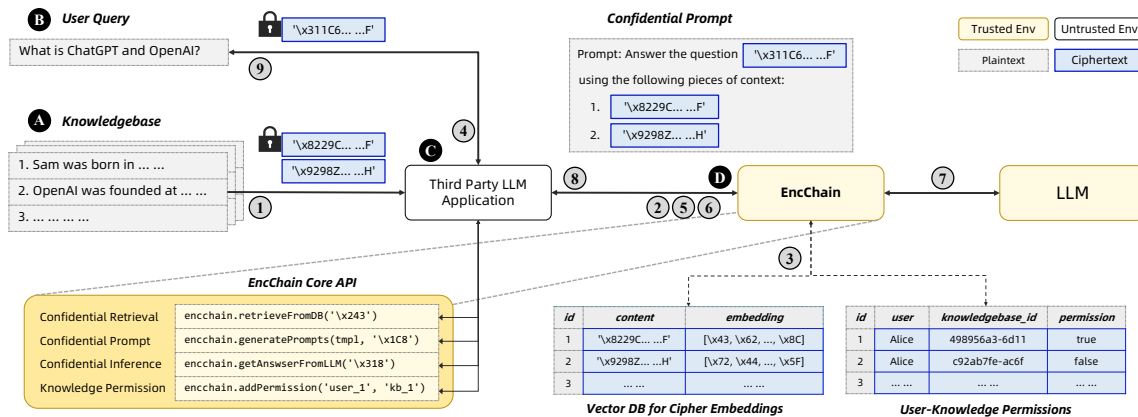 B User Query
'\x311C6... ...F'
What is ChatGPT and OpenAI?
9
4
Confidential Prompt
Prompt: Answer the question '\x311C6... ...F'
using the following pieces of context:
1. '\x8229C... ...F'
2. '\x9298Z... ...H'
Trusted Env
Untrusted Env
Plaintext
Ciphertext
A Knowledgebase
'\x8229C... ...F'
'\x9298Z... ...H'
1. Sam was born in ... ...
2. OpenAI was founded at ... ...
3. ... ... ... ...
1
C
Third Party LLM
Application
8
2 5 6
D
EncChain
7
LLM
3
EncChain Core API
Confidential Retrieval encchain.retrieveFromDB('\x243')
Confidential Prompt encchain.generatePrompts(tmpl, '\x1C8')
Confidential Inference encchain.getAnswserFromLLM('\x318')
Knowledge Permission encchain.addPermission('user_1', 'kb_1')
id content embedding
1 '\x8229C... ...F' [\x43, \x62, ..., \x8C]
2 '\x9298Z... ...H' [\x72, \x44, ..., \x5F]
3 ... ... ... ...
Vector DB for Cipher Embeddings
id user knowledgebase_id permission
1 Alice 498956a3-6d11 true
2 Alice c92ab7fe-ac6f false
3 ... ... ... ... ... ...
User-Knowledge Permissions